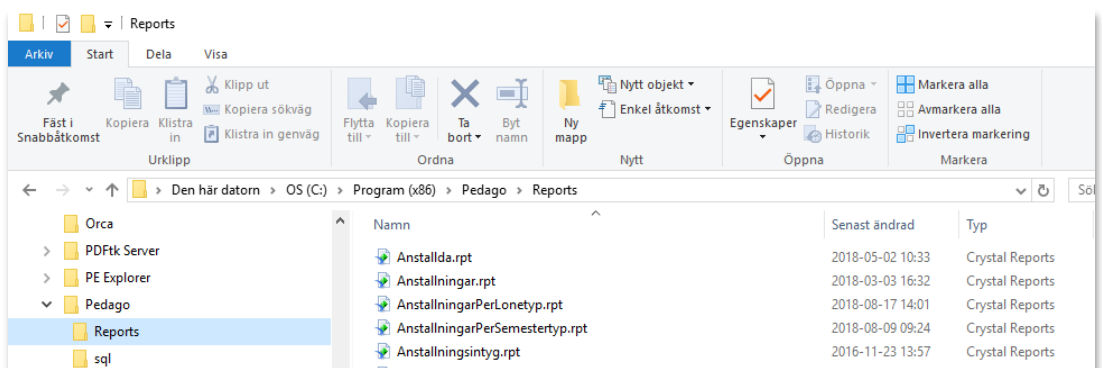 Reports
Arkiv Start Dela Visa
Fäst i Snabbåtkomst
Kopiera
Klistra in
Klipp ut
Kopiera sökväg
Klistra in genväg
Urklipp
Flytta till
Kopiera till
Ta bort
Byt namn
Ordna
Ny mapp
Nytt objekt
Enkel åtkomst
Nytt
Egenskaper
Öppna
Redigera
Historik
Öppna
Markera alla
Avmarkera alla
Invertera markering
Markera
Den här datorn > OS (C:) > Program (x86) > Pedago > Reports
Orca
PDFtk Server
PE Explorer
Pedago
Reports
sql
Namn Senast ändrad Typ
Anstallda.rpt 2018-05-02 10:33 Crystal Reports
Anstallningar.rpt 2018-03-03 16:32 Crystal Reports
AnstallningarPerLonetyp.rpt 2018-08-17 14:01 Crystal Reports
AnstallningarPerSemestertyp.rpt 2018-08-09 09:24 Crystal Reports
Anstallningsintyg.rpt 2016-11-23 13:57 Crystal Reports